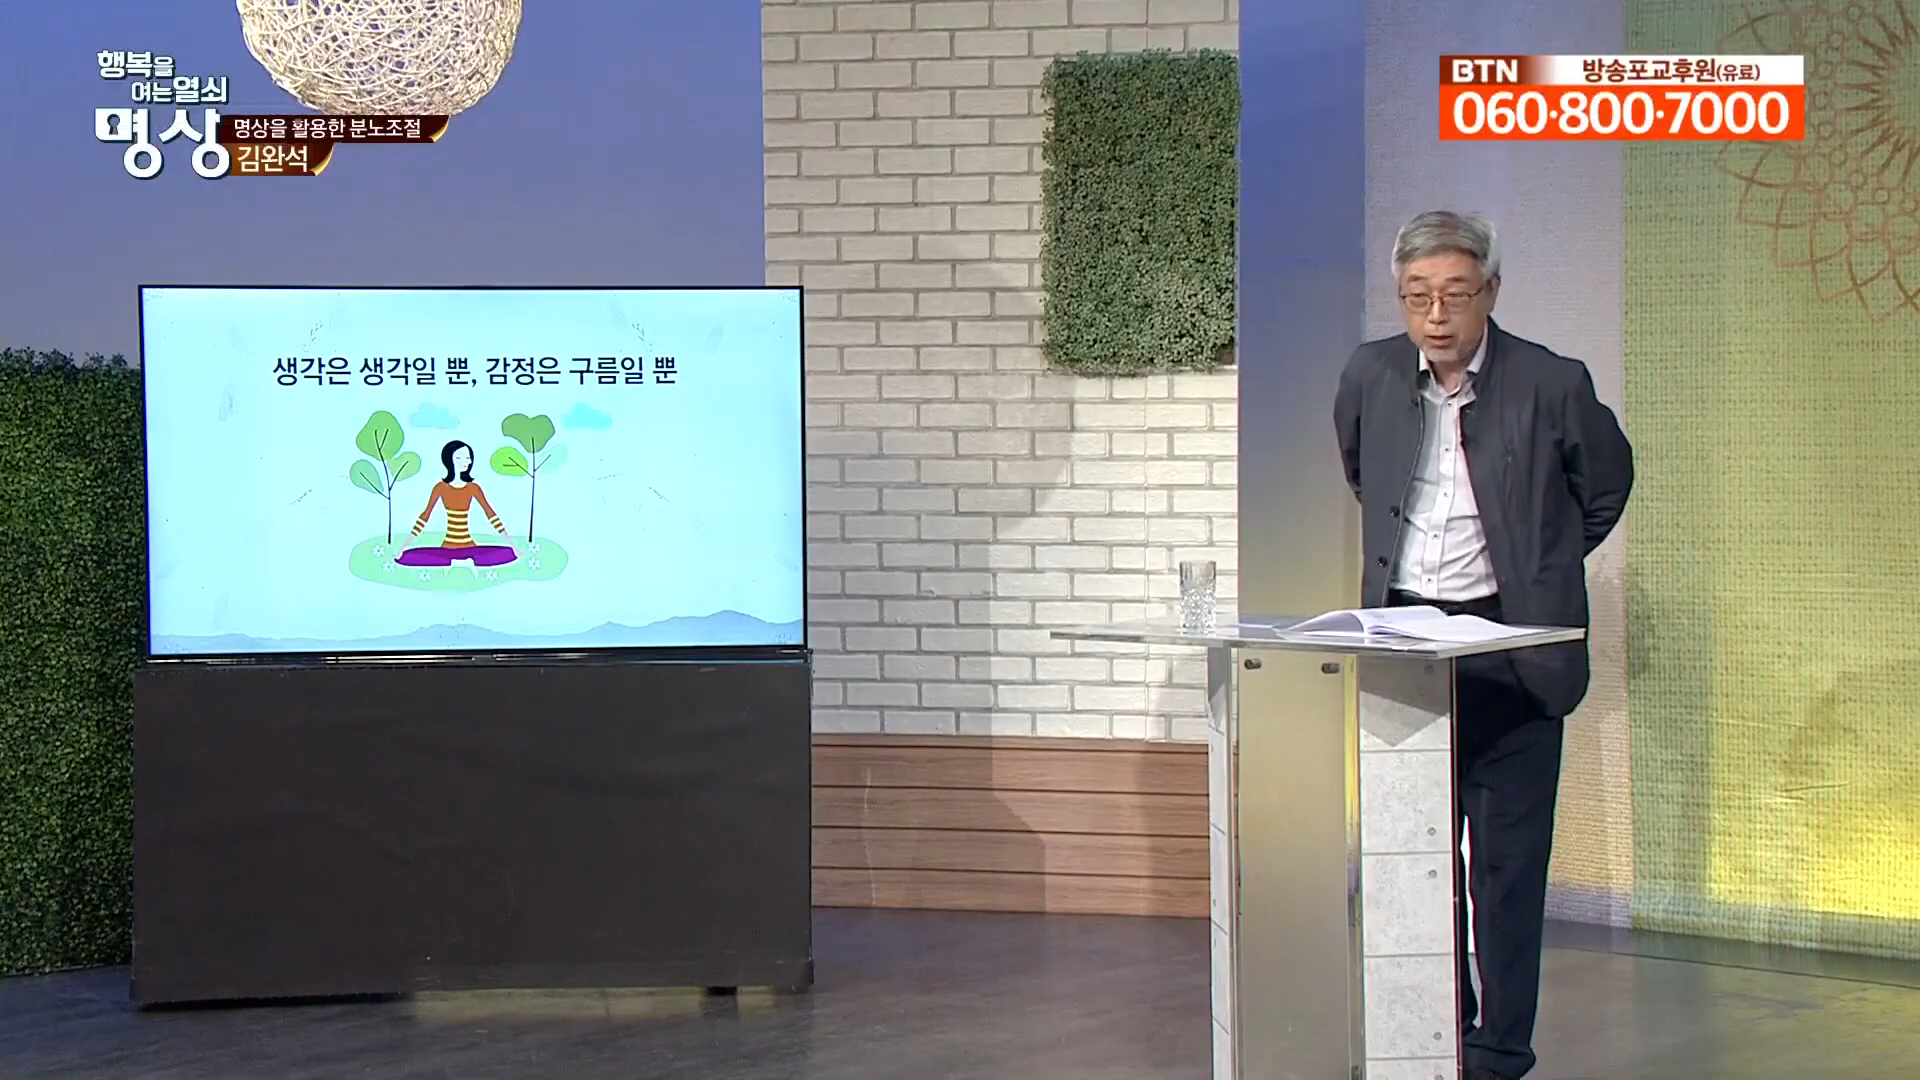 행복을
여는열쇠
명상
명상을 활용한 분노조절
김완석
BTN 방송포교후원(유료)
060·800·7000
생각은 생각일 뿐, 감정은 구름일 뿐